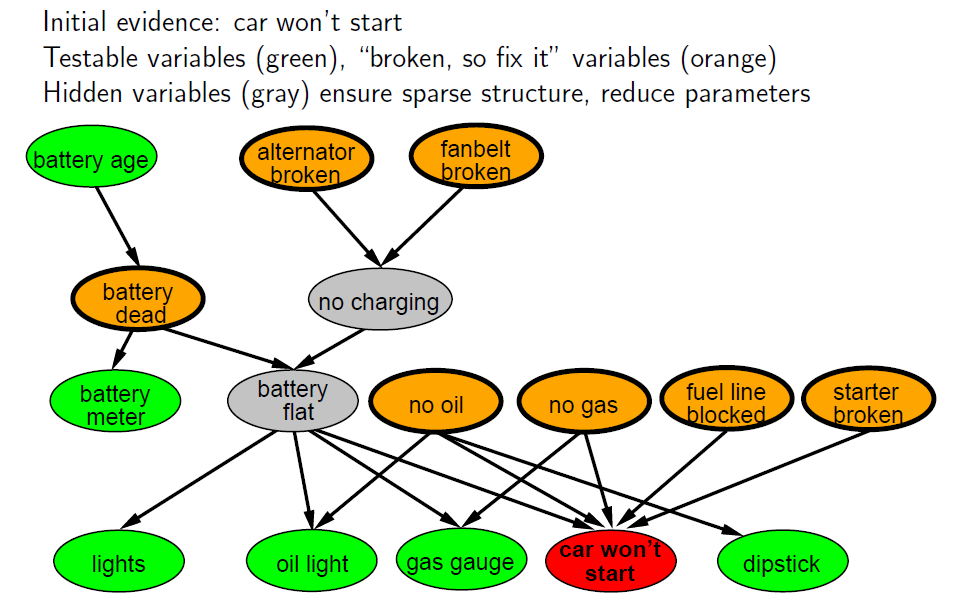 Initial evidence: car won't start
Testable variables (green), “broken, so fix it” variables (orange)
Hidden variables (gray) ensure sparse structure, reduce parameters
battery age
alternator
broken
fanbelt
broken
battery
dead
no charging
battery
meter
battery
flat
no oil
no gas
fuel line
blocked
starter
broken
lights
oil light
gas gauge
car won't
start
dipstick